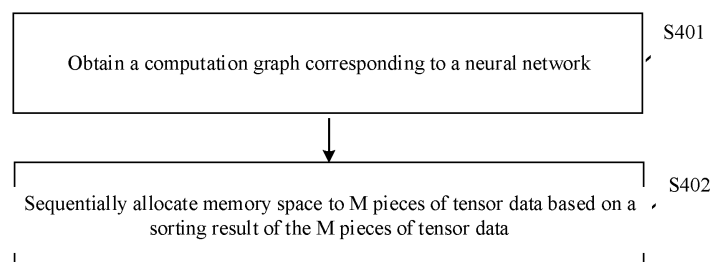 S401
Obtain a computation graph corresponding to a neural network
S402
Sequentially allocate memory space to M pieces of tensor data based on a
sorting result of the M pieces of tensor data